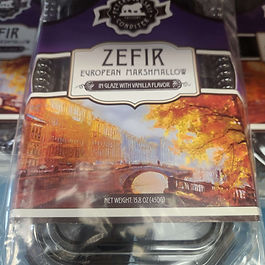 ZEFIR
EUROPEAN MARSHMALLOW
IN GLAZE WITH VANILLA FLAVOR
NET WEIGHT: 15.8 OZ (450G)
ZEFIR